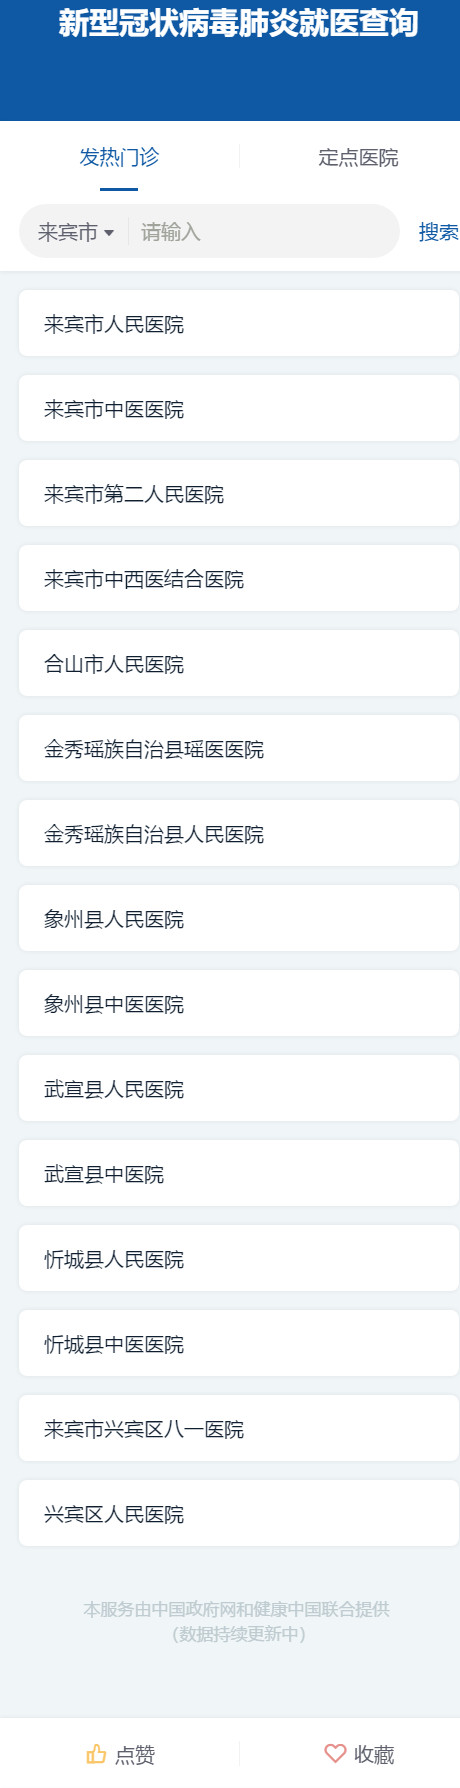 新型冠状病毒肺炎就医查询
发热门诊 定点医院
来宾市 请输入 搜索
来宾市人民医院
来宾市中医医院
来宾市第二人民医院
来宾市中西医结合医院
合山市人民医院
金秀瑶族自治县瑶医医院
金秀瑶族自治县人民医院
象州县人民医院
象州县中医医院
武宣县人民医院
武宣县中医院
忻城县人民医院
忻城县中医医院
来宾市兴宾区八一医院
兴宾区人民医院
本服务由中国政府网和健康中国联合提供
（数据持续更新中）
点赞 收藏